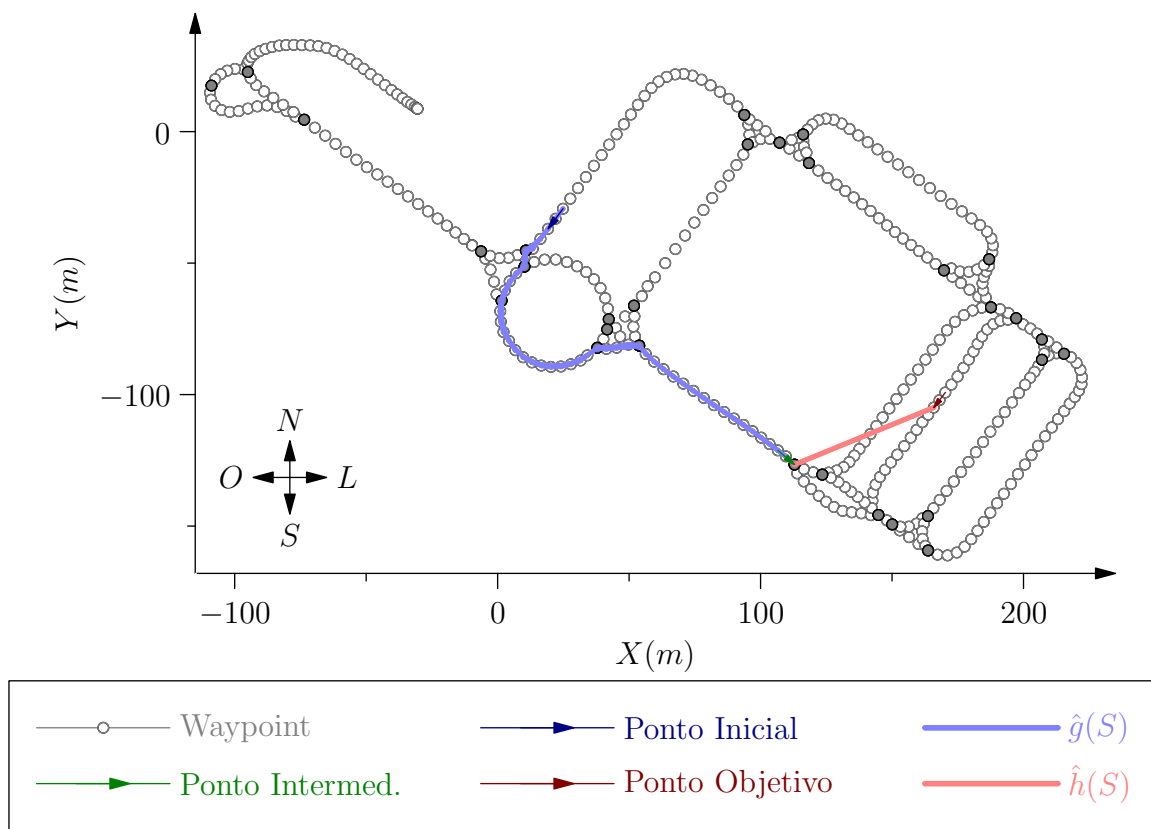 0
−100
Y(m)
N
O L
S
−100 0 100 200
X(m)
Waypoint Ponto Inicial ĝ(S)
Ponto Intermed. Ponto Objetivo ĥ(S)